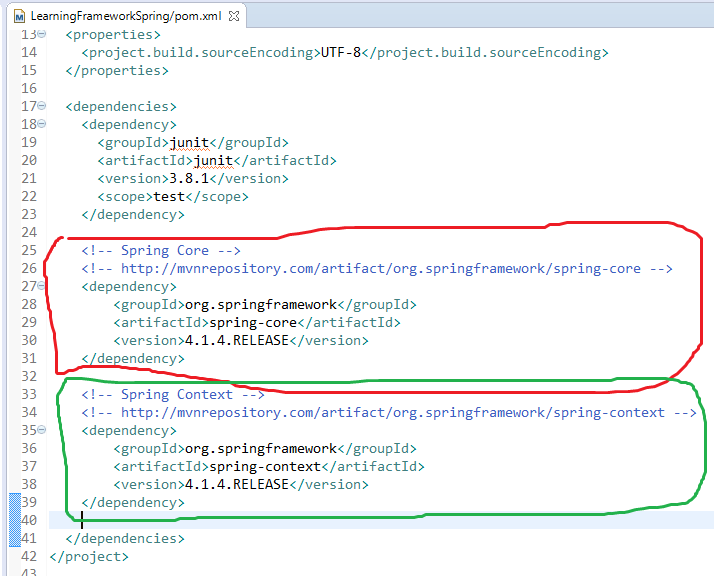 LearningFrameworkSpring/pom.xml
13 <properties>
14 <project.build.sourceEncoding>UTF-8</project.build.sourceEncoding>
15 </properties>
16
17 <dependencies>
18 <dependency>
19 <groupId>junit</groupId>
20 <artifactId>junit</artifactId>
21 <version>3.8.1</version>
22 <scope>test</scope>
23 </dependency>
24
25 <!-- Spring Core -->
26 <!-- http://mvnrepository.com/artifact/org.springframework/spring-core -->
27 <dependency>
28 <groupId>org.springframework</groupId>
29 <artifactId>spring-core</artifactId>
30 <version>4.1.4.RELEASE</version>
31 </dependency>
32
33 <!-- Spring Context -->
34 <!-- http://mvnrepository.com/artifact/org.springframework/spring-context -->
35 <dependency>
36 <groupId>org.springframework</groupId>
37 <artifactId>spring-context</artifactId>
38 <version>4.1.4.RELEASE</version>
39 </dependency>
40
41 </dependencies>
42 </project>
43